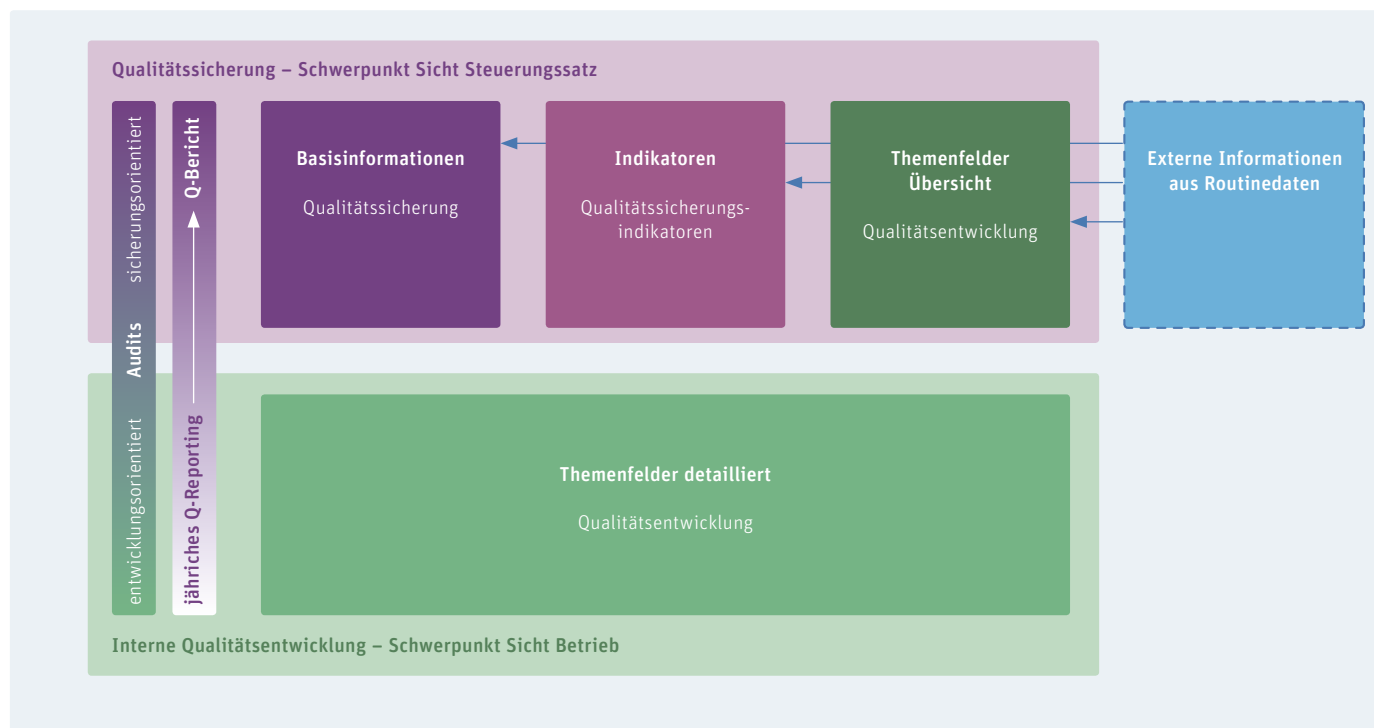 Qualitätssicherung – Schwerpunkt Sicht Steuerungssatz
sicherungsorientiert
Audits
entwicklungsorientiert
Q-Bericht
jähriches Q-Reporting
Basisinformationen
Qualitätssicherung
Indikatoren
Qualitätssicherungs-
indikatoren
Themenfelder
Übersicht
Qualitätsentwicklung
Externe Informationen
aus Routinedaten
Themenfelder detailliert
Qualitätsentwicklung
Interne Qualitätsentwicklung – Schwerpunkt Sicht Betrieb